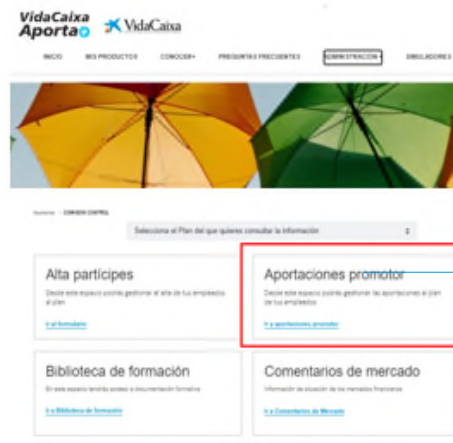 VidaCaixa
Aportao
VidaCaixa
INICIO MIS PRODUCTOS CONOCER+ PREGUNTAS FRECUENTES ADMINISTRACIÓN SIMULADORES
COMISIÓN CONTROL
Selecciona el Plan del que quieres consultar la información
Alta partícipes
Desde este espacio podrás gestionar el alta de tus empleados
al plan
Ir al formulario
Aportaciones promotor
Desde este espacio podrás gestionar las aportaciones al plan
de tus empleados
Ir a aportaciones promotor
Biblioteca de formación
En este espacio tendrás acceso a documentación formativa
Ir a Biblioteca de formación
Comentarios de mercado
Información de situación de los mercados financieros
Ir a Comentarios de Mercado